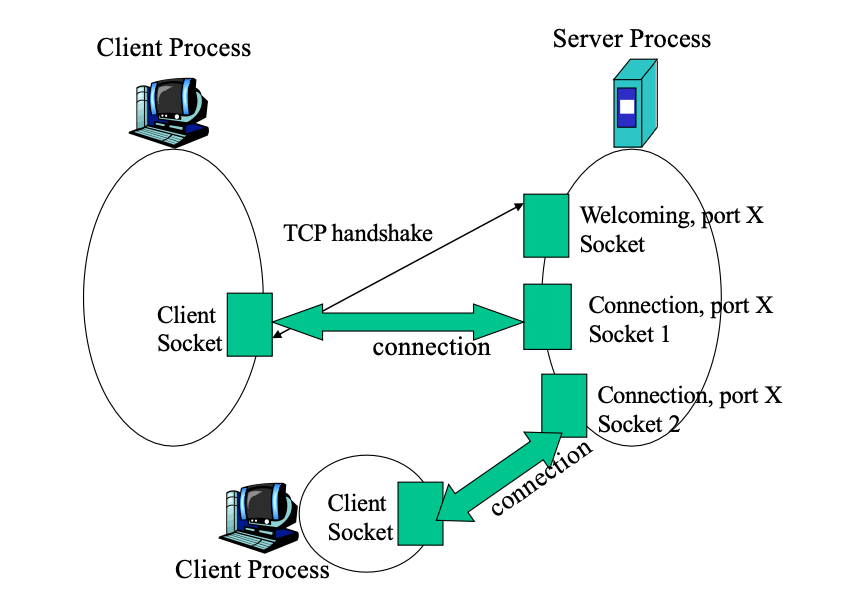 Client Process
Server Process
TCP handshake
Welcoming, port X
Socket
Client
Socket
Connection, port X
Socket 1
connection
Connection, port X
Socket 2
connection
Client
Socket
Client Process